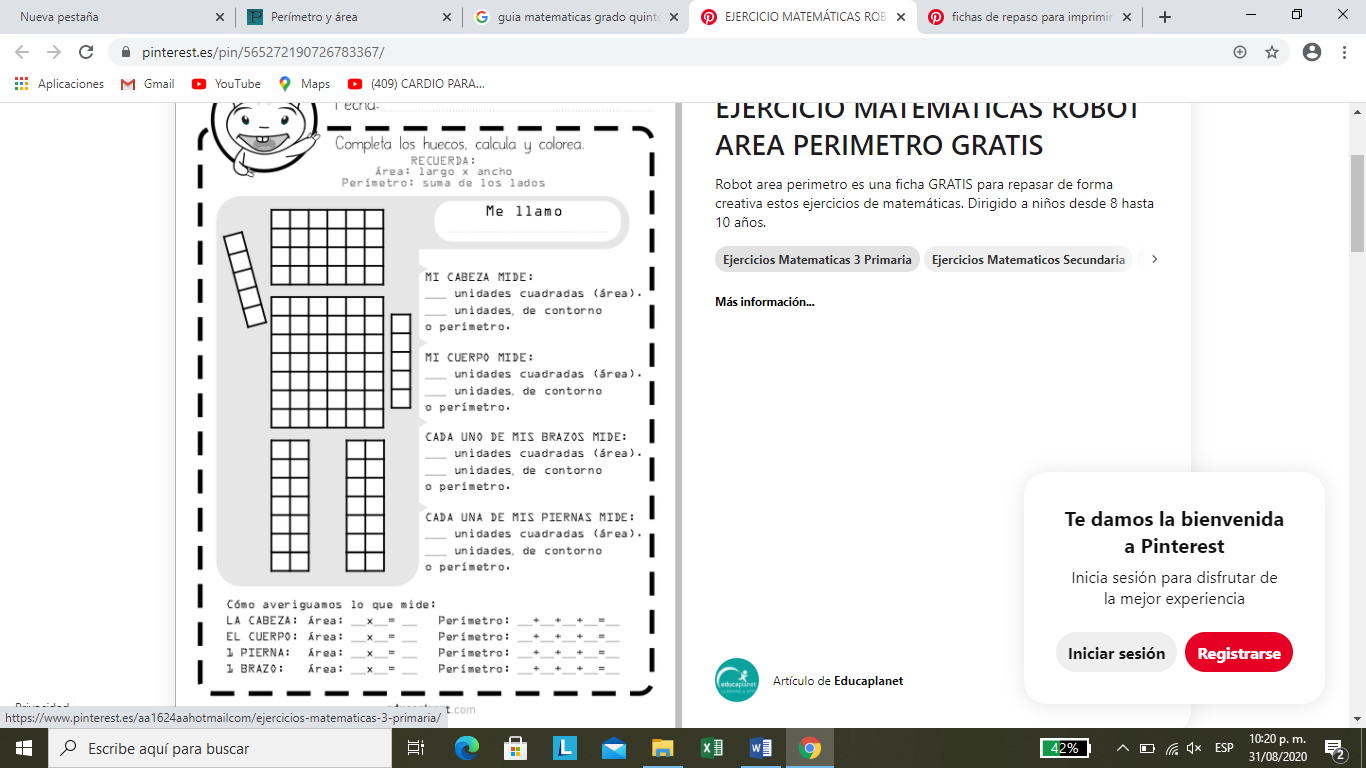 Nueva pestaña
Perímetro y área
guia matematicas grado quinto
EJERCICIO MATEMÁTICAS ROB
fichas de repaso para imprimir
pinterest.es/pin/565272190726783367/
Aplicaciones
Gmail
YouTube
Maps
(409) CARDIO PARA...
Fecha:
Completa los huecos, calcula y colorea.
RECUERDA:
Área: largo x ancho
Perímetro: suma de los lados
Me llamo
MI CABEZA MIDE:
___ unidades cuadradas (área).
___ unidades, de contorno
o perímetro.
MI CUERPO MIDE:
___ unidades cuadradas (área).
___ unidades, de contorno
o perímetro.
CADA UNO DE MIS BRAZOS MIDE:
___ unidades cuadradas (área).
___ unidades, de contorno
o perímetro.
CADA UNA DE MIS PIERNAS MIDE:
___ unidades cuadradas (área).
___ unidades, de contorno
o perímetro.
Cómo averiguamos lo que mide:
LA CABEZA: Área: __x__= __ Perímetro: __+__+__+__=__
EL CUERPO: Área: __x__= __ Perímetro: __+__+__+__=__
1 PIERNA: Área: __x__= __ Perímetro: __+__+__+__=__
1 BRAZO: Área: __x__= __ Perímetro: __+__+__+__=__
EJERCICIO MATEMÁTICAS ROBOT
AREA PERIMETRO GRATIS
Robot area perimetro es una ficha GRATIS para repasar de forma
creativa estos ejercicios de matemáticas. Dirigido a niños desde 8 hasta
10 años.
Ejercicios Matematicas 3 Primaria
Ejercicios Matematicos Secundaria
Más información...
Te damos la bienvenida
a Pinterest
Inicia sesión para disfrutar de
la mejor experiencia
Iniciar sesión
Registrarse
educaplanet
Artículo de Educaplanet
Privacidad
.com
https://www.pinterest.es/aa1624aahotmailcom/ejercicios-matematicas-3-primaria/
Escribe aquí para buscar
42%
ESP
10:20 p. m.
31/08/2020
2